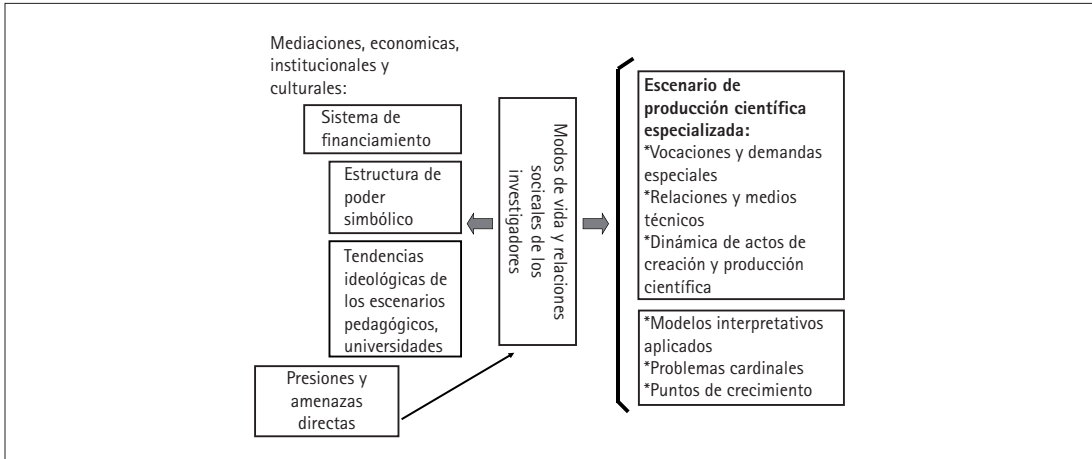 Mediaciones, economicas,
institucionales y
culturales:
Sistema de
financiamiento
Estructura de
poder
simbólico
Tendencias
ideológicas de
los escenarios
pedagógicos,
universidades
Presiones y
amenazas
directas
Modos de vida y relaciones
socieales de los
investigadores
Escenario de
producción científica
especializada:
*Vocaciones y demandas
especiales
*Relaciones y medios
técnicos
*Dinámica de actos de
creación y producción
científica
*Modelos interpretativos
aplicados
*Problemas cardinales
*Puntos de crecimiento